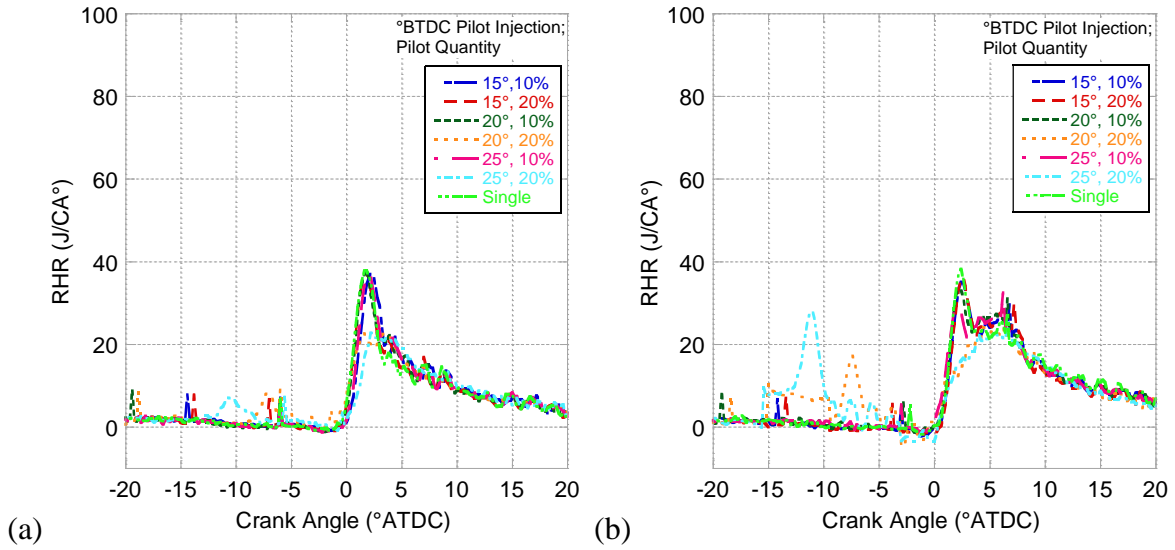 °BTDC Pilot Injection;
Pilot Quantity
15°,10%
15°, 20%
20°, 10%
20°, 20%
25°, 10%
25°, 20%
Single
100
80
60
40
20
0
RHR (J/CA°)
-20 -15 -10 -5 0 5 10 15 20
Crank Angle (°ATDC)
(a)
°BTDC Pilot Injection;
Pilot Quantity
15°, 10%
15°, 20%
20°, 10%
20°, 20%
25°, 10%
25°, 20%
Single
100
80
60
40
20
0
RHR (J/CA°)
-20 -15 -10 -5 0 5 10 15 20
Crank Angle (°ATDC)
(b)